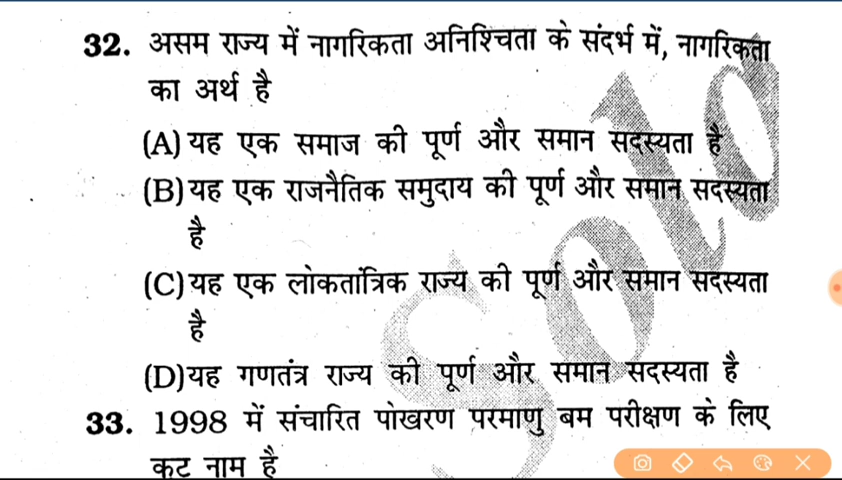 32. असम राज्य में नागरिकता अनिश्चितता के संदर्भ में, नागरिकता
का अर्थ है
(A) यह एक समाज की पूर्ण और समान सदस्यता है
(B) यह एक राजनैतिक समुदाय की पूर्ण और समान सदस्यता
है
(C) यह एक लोकतांत्रिक राज्य की पूर्ण और समान सदस्यता
है
(D) यह गणतंत्र राज्य की पूर्ण और समान सदस्यता है
33. 1998 में संचारित पोखरण परमाणु बम परीक्षण के लिए
कट नाम है